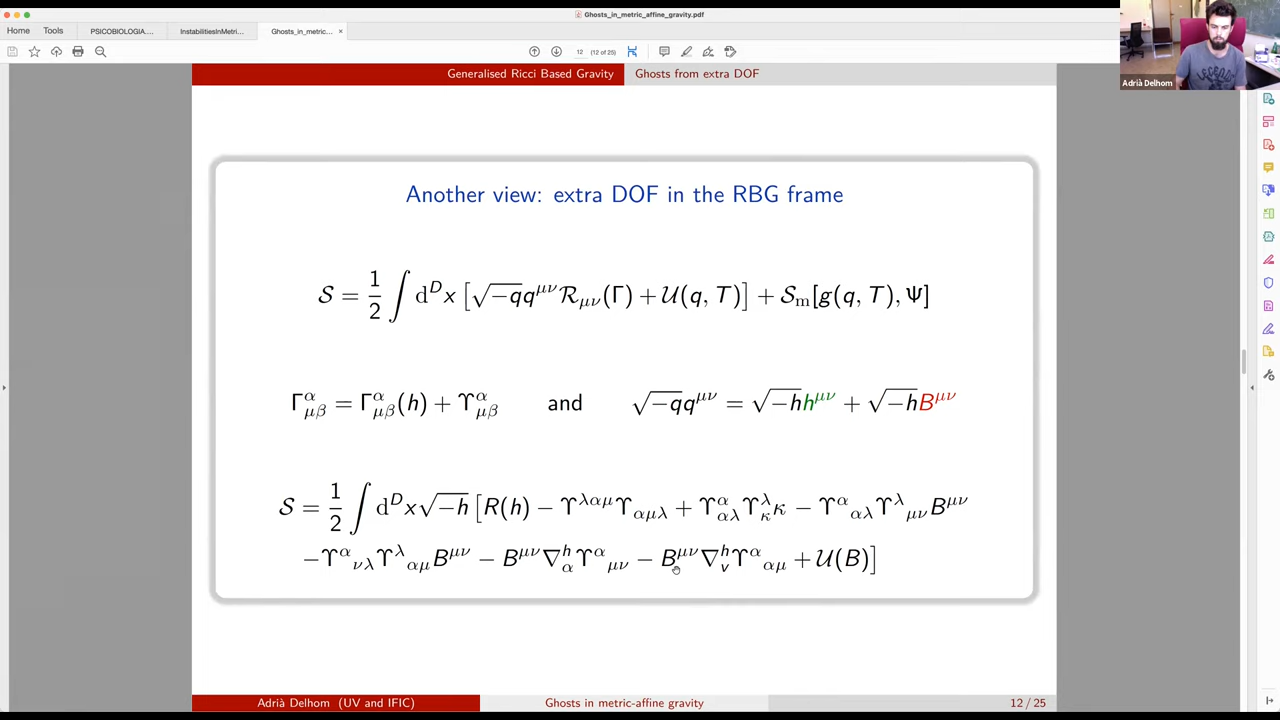 Ghosts_in_metric_affine_gravity.pdf
Home Tools PSICOBIOLOGIA.... InstabilitiesInMetri... Ghosts_in_metric... ×
12 (12 of 25)
Adrià Delhom
Generalised Ricci Based Gravity Ghosts from extra DOF
Another view: extra DOF in the RBG frame
𝒮 = 1/2 ∫ d^D x [√−q q^{μν} ℛ_{μν}(Γ) + 𝒰(q, T)] + 𝒮_m[g(q, T), Ψ]
Γ^α_{μβ} = Γ^α_{μβ}(h) + ϒ^α_{μβ} and √−q q^{μν} = √−h h^{μν} + √−h B^{μν}
𝒮 = 1/2 ∫ d^D x √−h [R(h) − ϒ^{λαμ} ϒ_{αμλ} + ϒ^α_{αλ} ϒ^λ_κ κ − ϒ^α_{αλ} ϒ^λ_{μν} B^{μν}
−ϒ^α_{νλ} ϒ^λ_{αμ} B^{μν} − B^{μν} ∇^h_α ϒ^α_{μν} − B^{μν} ∇^h_ν ϒ^α_{αμ} + 𝒰(B)]
Adrià Delhom (UV and IFIC) Ghosts in metric-affine gravity 12 / 25